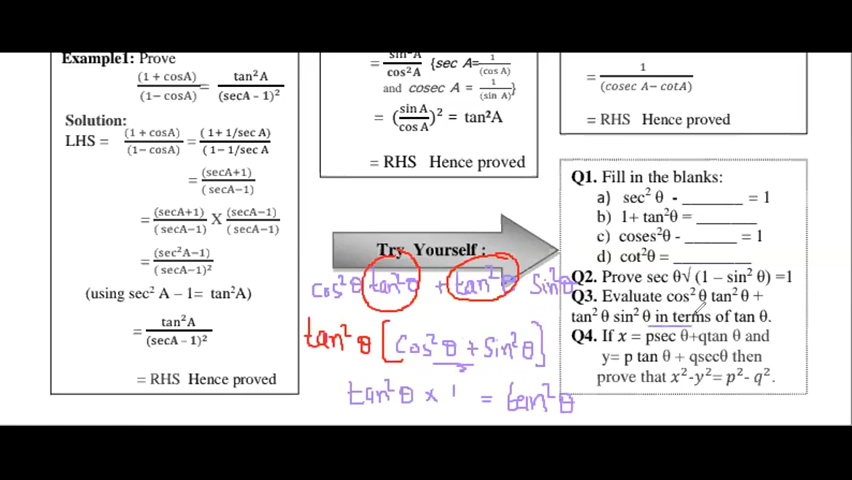 Example1: Prove
(1 + cosA)/(1− cosA) = tan²A/(secA - 1)²
Solution:
LHS = (1 + cosA)/(1− cosA) = (1+ 1/sec A)/(1− 1/sec A
= (secA+1)/(secA−1)
= (secA+1)/(secA−1) X (secA−1)/(secA−1)
= (sec²A−1)/(secA−1)²
(using sec² A – 1= tan²A)
= tan²A/(secA−1)²
= RHS Hence proved
= sin²A/cos²A {sec A= 1/(cos A)
and cosec A = 1/(sin A)}
= (sin A/cos A)² = tan²A
= RHS Hence proved
= 1/(cosec A− cotA)
= RHS Hence proved
Try Yourself :
cos²θ tan²θ + tan²θ Sin²θ
tan²θ [cos²θ + Sin²θ]
tan²θ × 1 = tan²θ
Q1. Fill in the blanks:
a) sec² θ - _______ = 1
b) 1+ tan²θ = _______
c) coses²θ - _______ = 1
d) cot²θ = _________
Q2. Prove sec θ√ (1 − sin² θ) =1
Q3. Evaluate cos² θ tan² θ +
tan² θ sin² θ in terms of tan θ.
Q4. If x = psec θ+qtan θ and
y= p tan θ + qsecθ then
prove that x²-y²= p²- q².